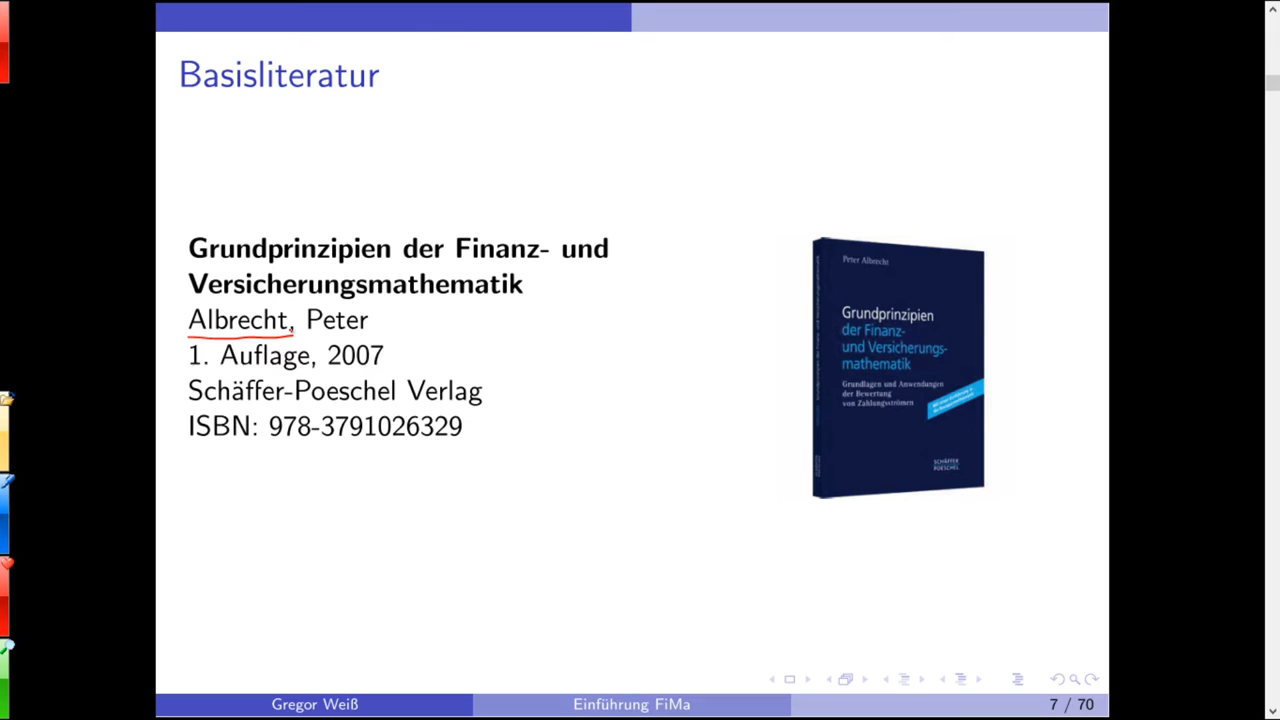 Basisliteratur
Grundprinzipien der Finanz- und
Versicherungsmathematik
Albrecht, Peter
1. Auflage, 2007
Schäffer-Poeschel Verlag
ISBN: 978-3791026329
Peter Albrecht
Grundprinzipien
der Finanz-
und Versicherungs-
mathematik
Grundlagen und Anwendungen
der Bewertung
von Zahlungsströmen
SCHÄFFER
POESCHEL
Gregor Weiß
Einführung FiMa
7 / 70